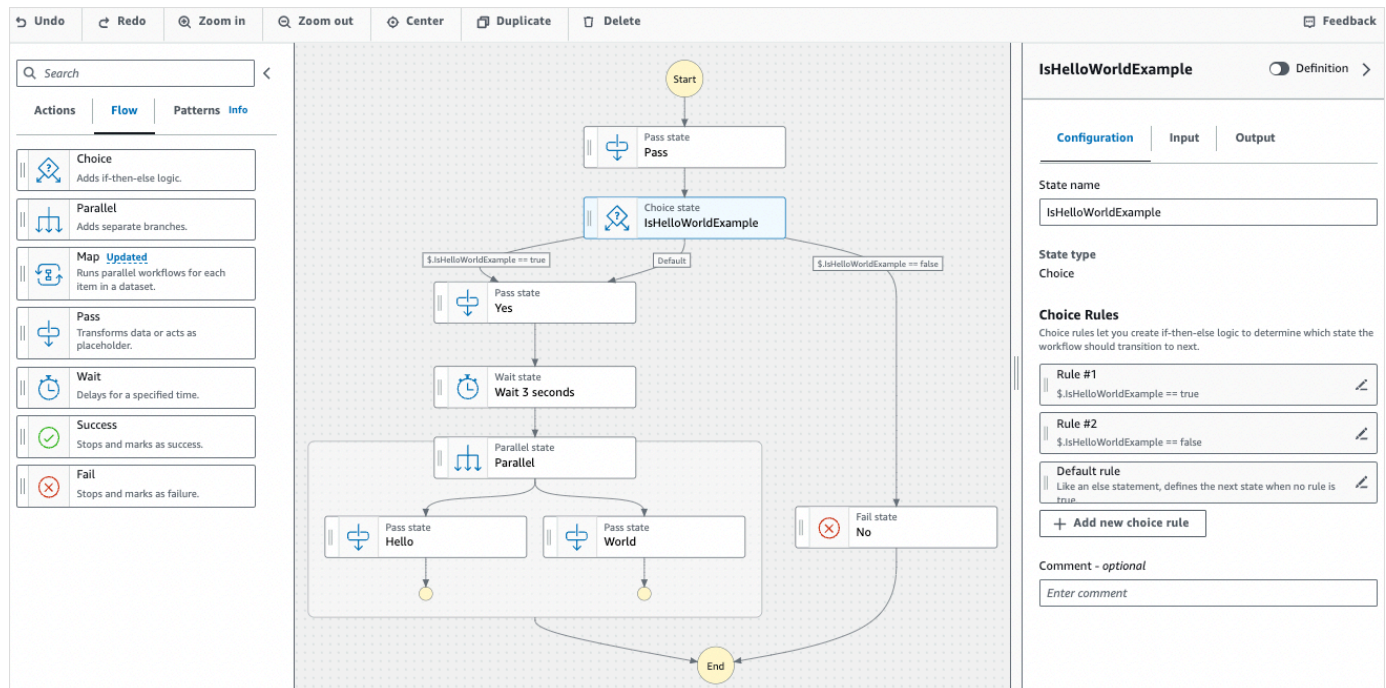 Undo
Redo
Zoom in
Zoom out
Center
Duplicate
Delete
Feedback
Search
Actions
Flow
Patterns
Info
Choice
Adds if-then-else logic.
Parallel
Adds separate branches.
Map Updated
Runs parallel workflows for each
item in a dataset.
Pass
Transforms data or acts as
placeholder.
Wait
Delays for a specified time.
Success
Stops and marks as success.
Fail
Stops and marks as failure.
Start
Pass state
Pass
Choice state
IsHelloWorldExample
$.IsHelloWorldExample == true
Default
$.IsHelloWorldExample == false
Pass state
Yes
Wait state
Wait 3 seconds
Parallel state
Parallel
Pass state
Hello
Pass state
World
Fail state
No
End
IsHelloWorldExample
Definition
Configuration
Input
Output
State name
IsHelloWorldExample
State type
Choice
Choice Rules
Choice rules let you create if-then-else logic to determine which state the
workflow should transition to next.
Rule #1
$.IsHelloWorldExample == true
Rule #2
$.IsHelloWorldExample == false
Default rule
Like an else statement, defines the next state when no rule is
true.
Add new choice rule
Comment - optional
Enter comment